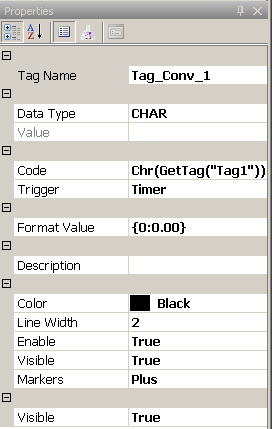 Properties
Tag Name Tag_Conv_1
Data Type CHAR
Value
Code Chr(GetTag("Tag1"))
Trigger Timer
Format Value {0:0.00}
Description
Color Black
Line Width 2
Enable True
Visible True
Markers Plus
Visible True